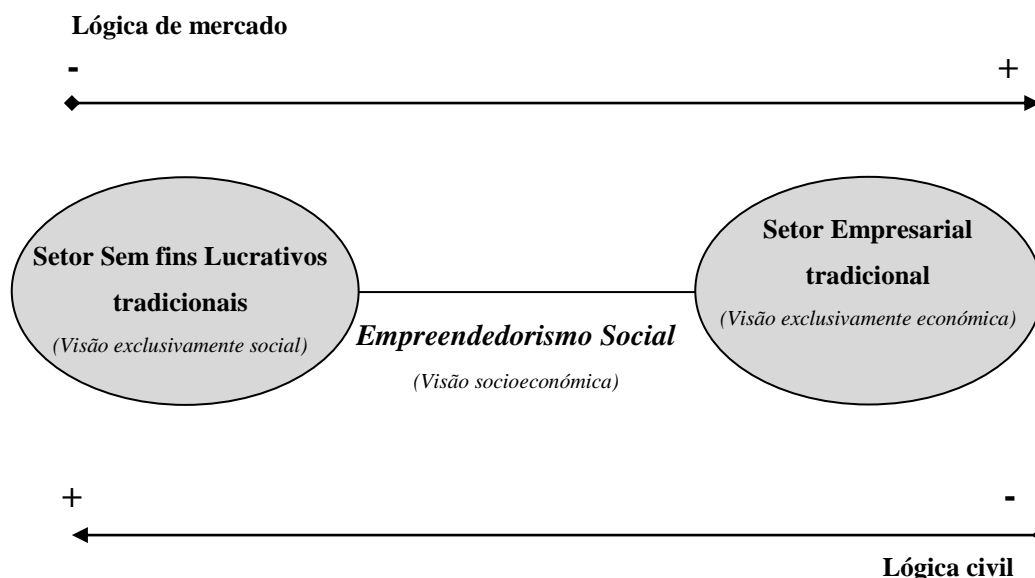 Lógica de mercado
- +
Setor Sem fins Lucrativos
tradicionais
(Visão exclusivamente social)
Empreendedorismo Social
(Visão socioeconómica)
Setor Empresarial
tradicional
(Visão exclusivamente económica)
+ -
Lógica civil